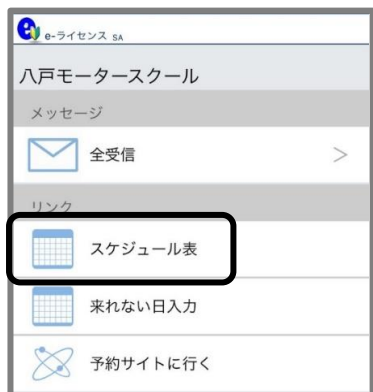 e-ライセンス SA
八戸モータースクール
メッセージ
全受信
リンク
スケジュール表
来れない日入力
予約サイトに行く